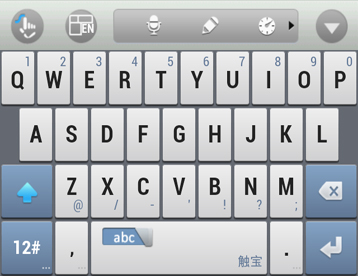 EN
1 2 3 4 5 6 7 8 9 0
Q W E R T Y U I O P
A S D F G H J K L
Z X C V B N M
@ / - ' ! ? ;
12# ... , abc 触宝 . ... ...